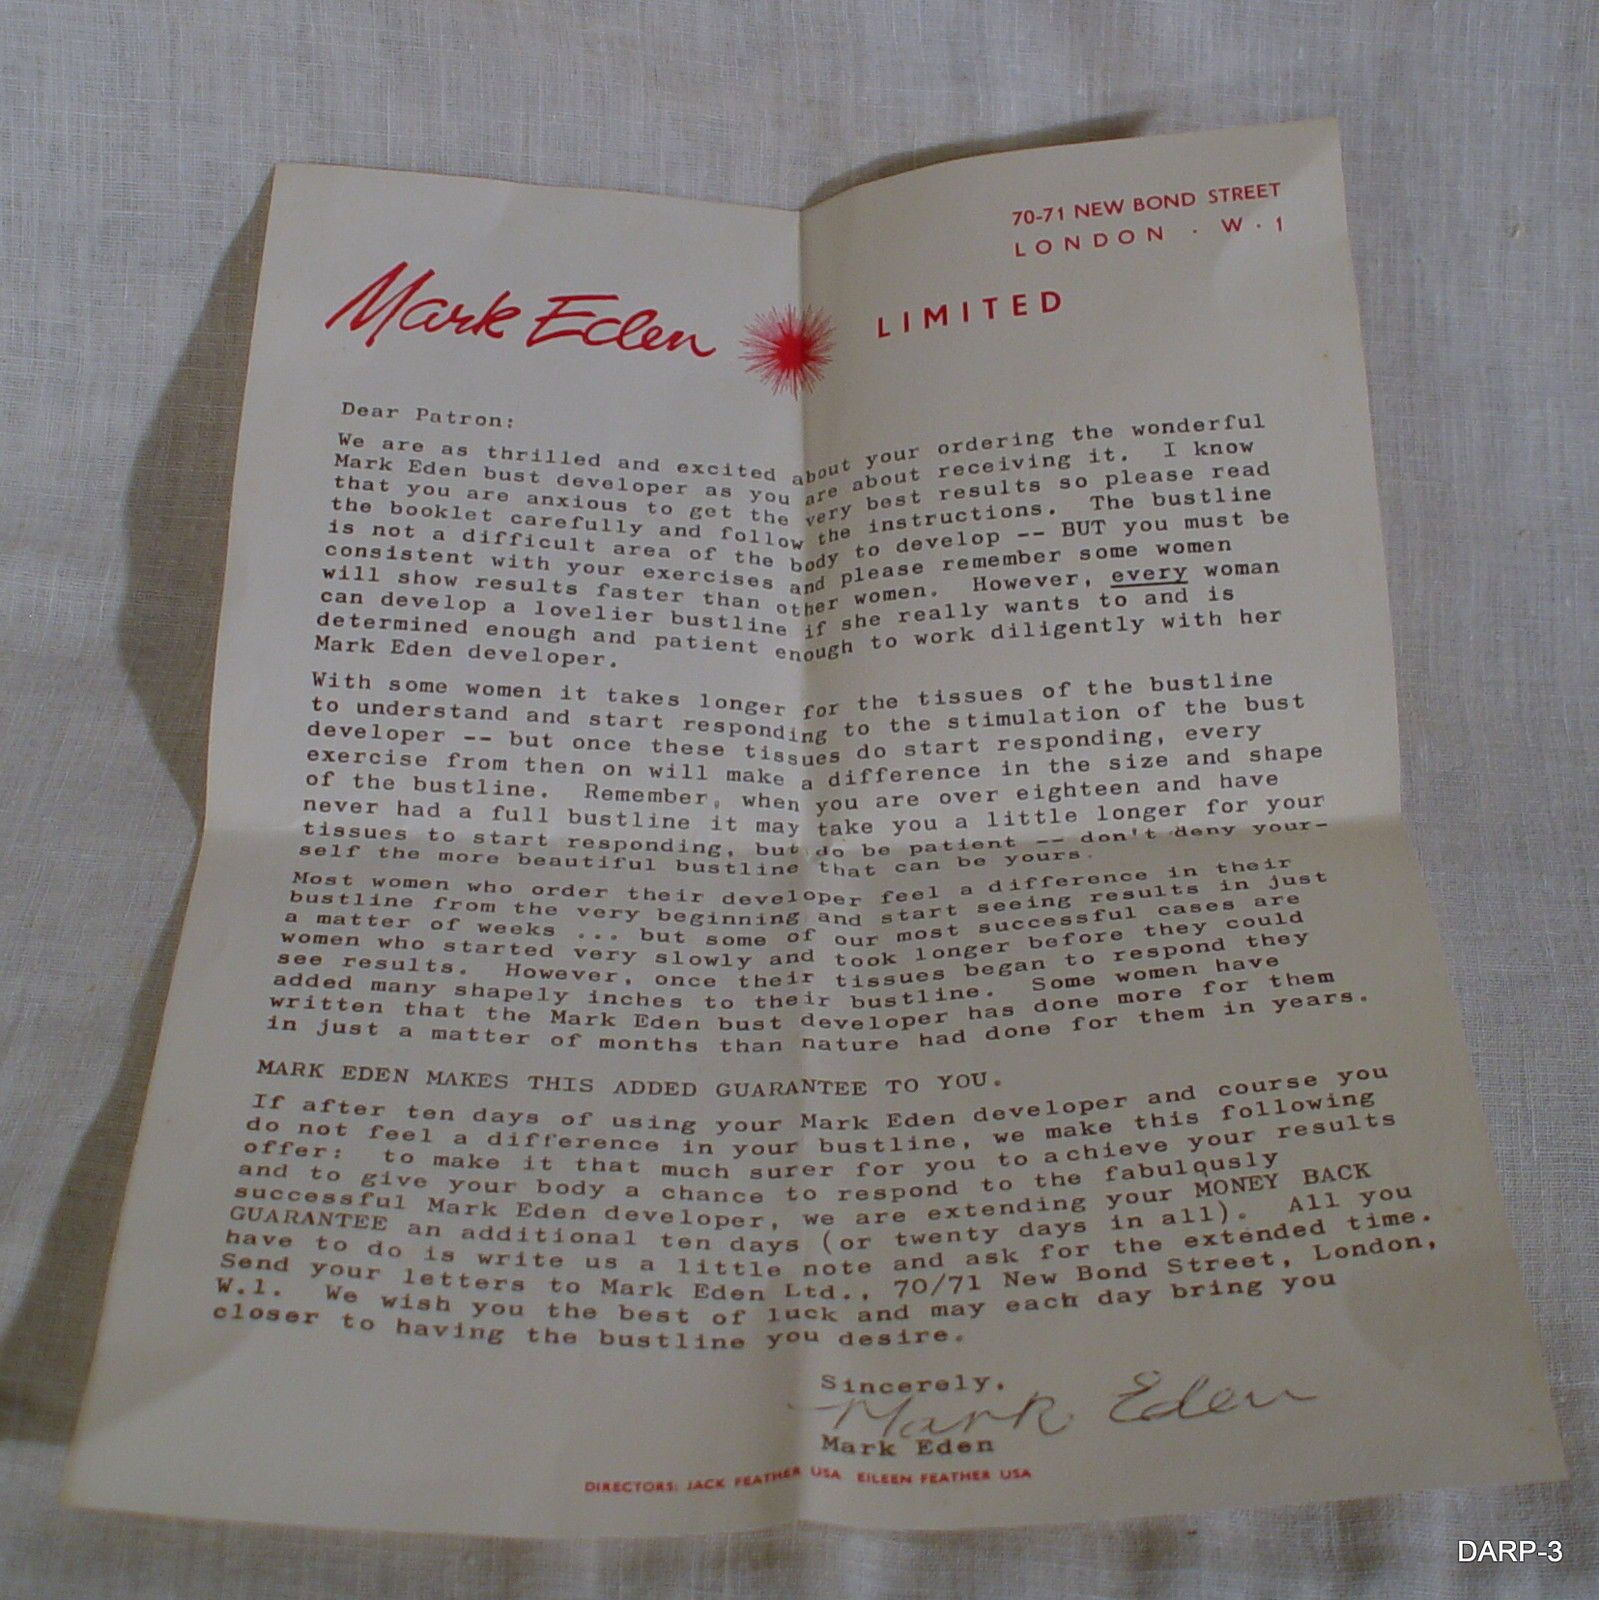 70-71 NEW BOND STREET
LONDON · W·1
Mark Eden LIMITED
Dear Patron:
We are as thrilled and excited about your ordering the wonderful
Mark Eden bust developer as you are about receiving it. I know
that you are anxious to get the very best results so please read
the booklet carefully and follow the instructions. The bustline
is not a difficult area of the body to develop -- BUT you must be
consistent with your exercises and please remember some women
will show results faster than other women. However, every woman
can develop a lovelier bustline if she really wants to and is
determined enough and patient enough to work diligently with her
Mark Eden developer.
With some women it takes longer for the tissues of the bustline
to understand and start responding to the stimulation of the bust
developer -- but once these tissues do start responding, every
exercise from then on will make a difference in the size and shape
of the bustline. Remember, when you are over eighteen and have
never had a full bustline it may take you a little longer for your
tissues to start responding, but do be patient -- don't deny your-
self the more beautiful bustline that can be yours.
Most women who order their developer feel a difference in their
bustline from the very beginning and start seeing results in just
a matter of weeks ... but some of our most successful cases are
women who started very slowly and took longer before they could
see results. However, once their tissues began to respond they
added many shapely inches to their bustline. Some women have
written that the Mark Eden bust developer has done more for them
in just a matter of months than nature had done for them in years.
MARK EDEN MAKES THIS ADDED GUARANTEE TO YOU.
If after ten days of using your Mark Eden developer and course you
do not feel a difference in your bustline, we make this following
offer: to make it that much surer for you to achieve your results
and to give your body a chance to respond to the fabulously
successful Mark Eden developer, we are extending your MONEY BACK
GUARANTEE an additional ten days (or twenty days in all). All you
have to do is write us a little note and ask for the extended time.
Send your letters to Mark Eden Ltd., 70/71 New Bond Street, London,
W.1. We wish you the best of luck and may each day bring you
closer to having the bustline you desire.
Sincerely,
Mark Eden
Mark Eden
DIRECTORS: JACK FEATHER USA EILEEN FEATHER USA
DARP-3